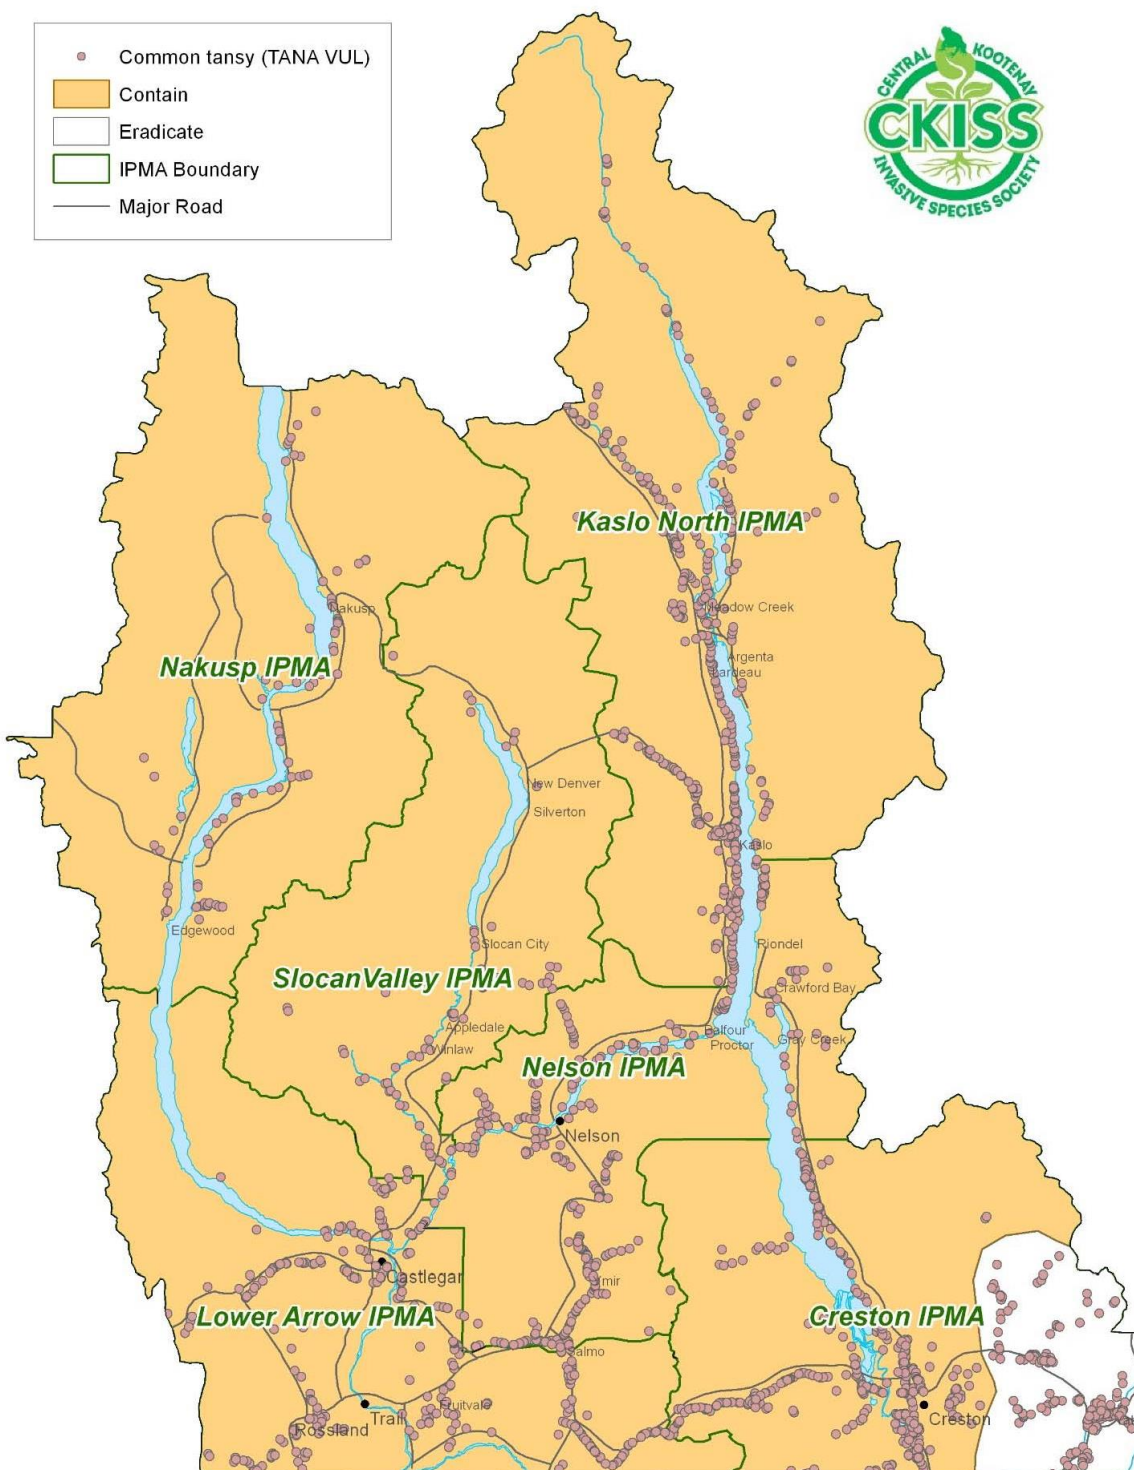 Common tansy (TANA VUL)
Contain
Eradicate
IPMA Boundary
Major Road
CENTRAL KOOTENAY
CKISS
INVASIVE SPECIES SOCIETY
Kaslo North IPMA
Nakusp
Meadow Creek
Nakusp IPMA
Argenta
Lardeau
New Denver
Silverton
Kaslo
Edgewood
Slocan City
Riondel
SlocanValley IPMA
Crawford Bay
Appledale
Balfour
Winlaw
Proctor
Gray Creek
Nelson IPMA
Nelson
Castlegar
Ymir
Lower Arrow IPMA
Creston IPMA
Salmo
Fruitvale
Trail
Creston
Rossland